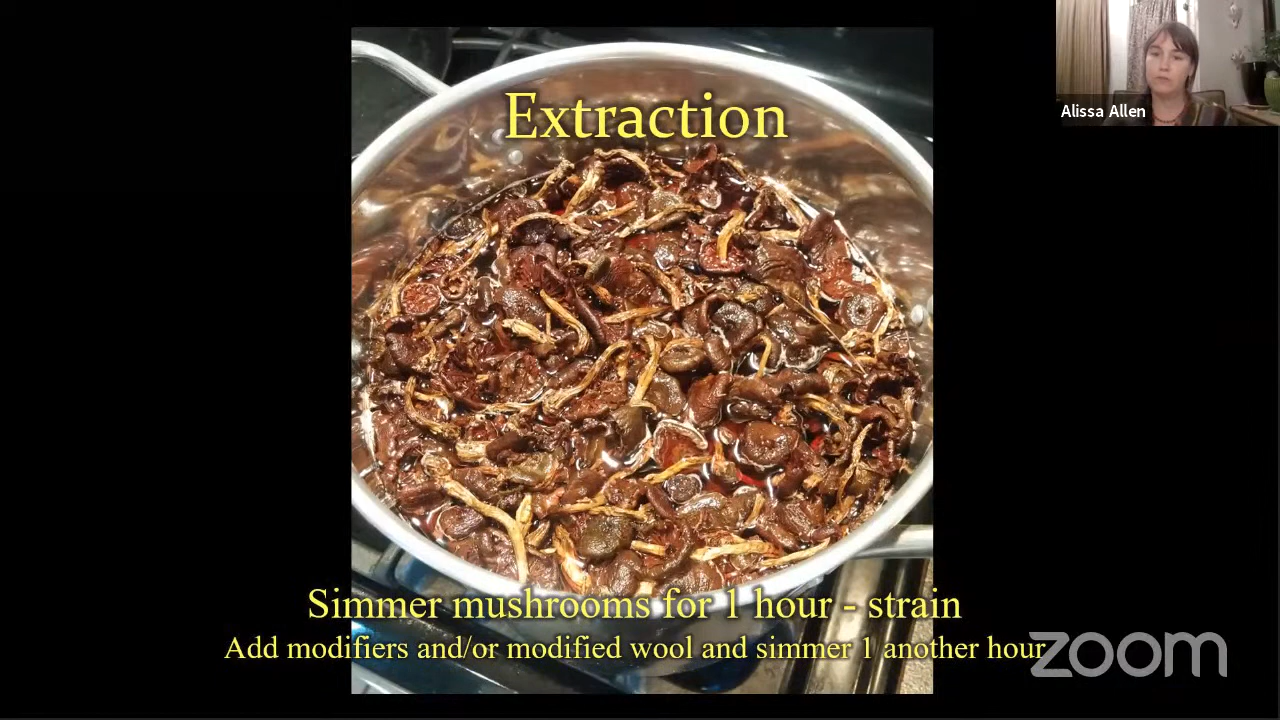 Alissa Allen
Extraction
Simmer mushrooms for 1 hour - strain
Add modifiers and/or modified wool and simmer 1 another hour
zoom